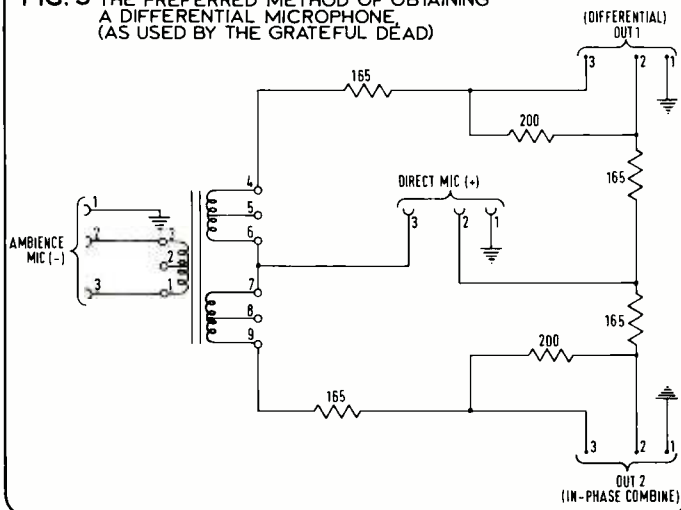 FIG. 3 THE PREFERRED METHOD OF OBTAINING
A DIFFERENTIAL MICROPHONE,
(AS USED BY THE GRATEFUL DEAD)
(DIFFERENTIAL)
OUT 1
3 2 1
165
200
165
4
5
6
DIRECT MIC (+)
3 2 1
AMBIENCE
MIC (-)
1
2
3
3
2
1
7
8
9
165
200
165
3 2 1
OUT 2
(IN-PHASE COMBINE)